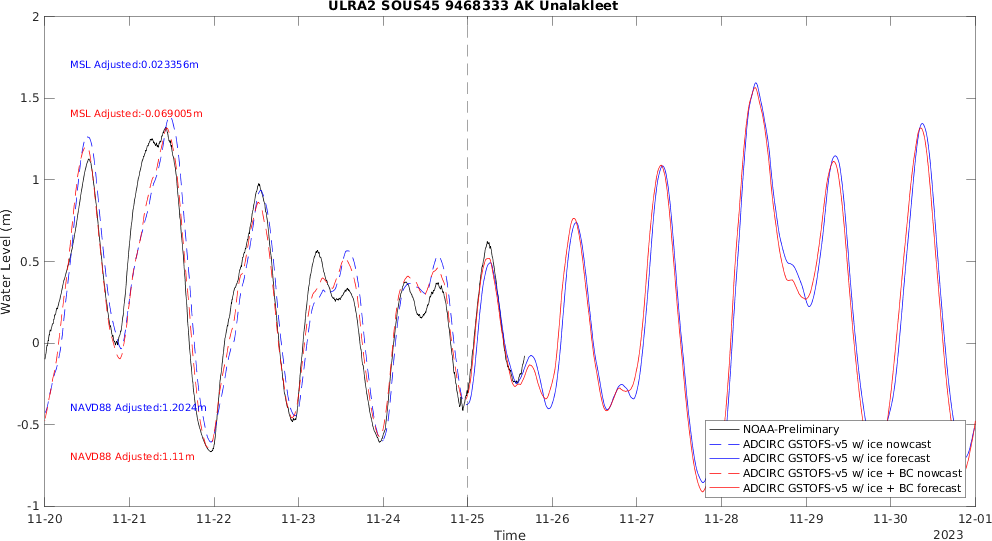 ULRA2 SOUS45 9468333 AK Unalakleet
2
MSL Adjusted:0.023356m
1.5
MSL Adjusted:-0.069005m
1
0.5
Water Level (m)
0
NAVD88 Adjusted:1.2024m
-0.5
NAVD88 Adjusted:1.11m
-1
NOAA-Preliminary
ADCIRC GSTOFS-v5 w/ ice nowcast
ADCIRC GSTOFS-v5 w/ ice forecast
ADCIRC GSTOFS-v5 w/ ice + BC nowcast
ADCIRC GSTOFS-v5 w/ ice + BC forecast
11-20 11-21 11-22 11-23 11-24 11-25 11-26 11-27 11-28 11-29 11-30 12-01
Time
2023